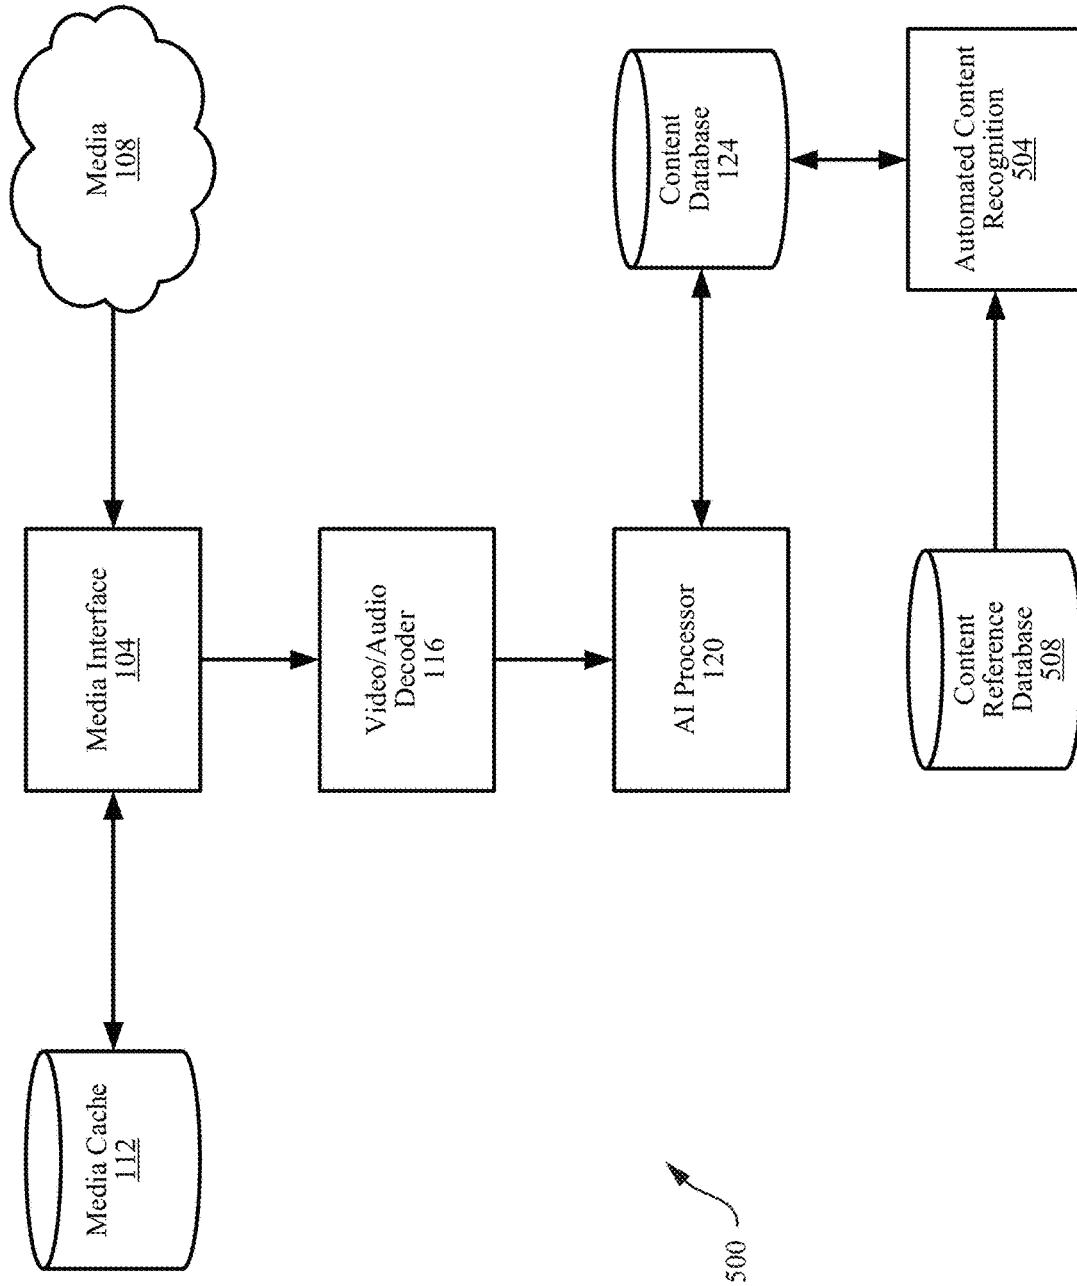 Media Cache
112
Media Interface
104
Media
108
Video/Audio
Decoder
116
AI Processor
120
Content
Database
124
Content
Reference
Database
508
Automated Content
Recognition
504
500